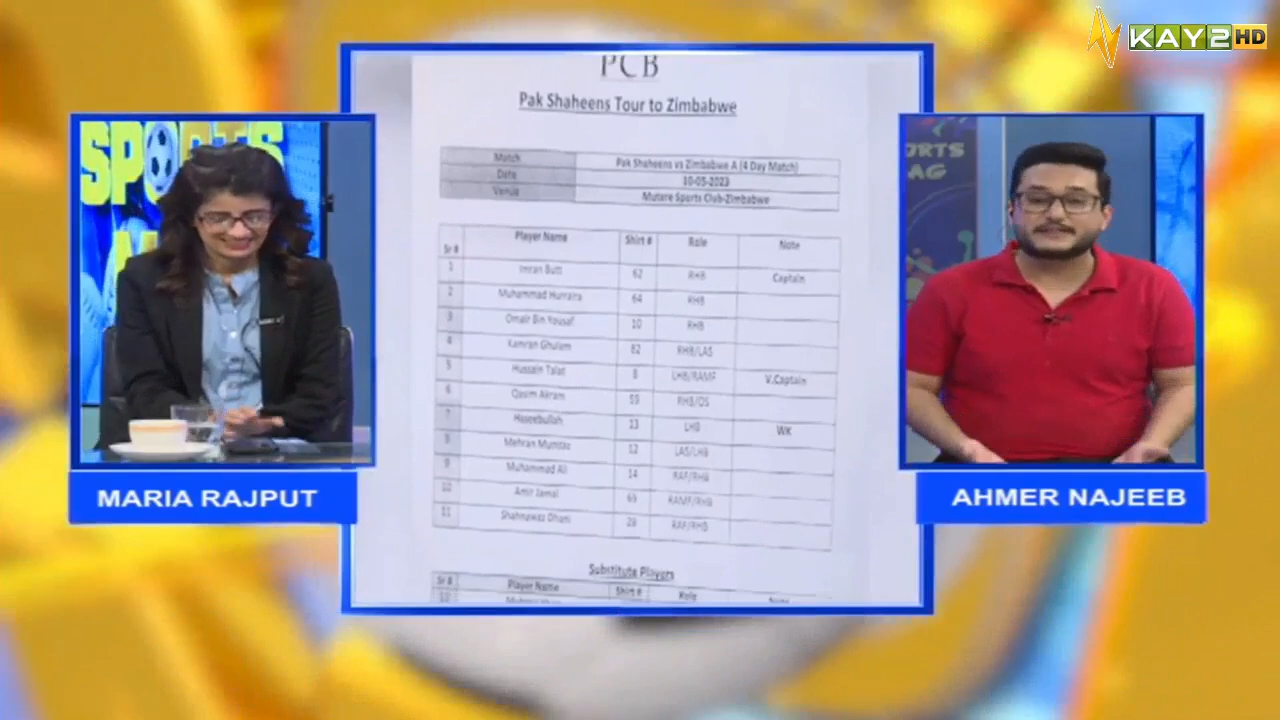 KAY2 HD
SPORTS
M
ORTS
AG
PCB
Pak Shaheens Tour to Zimbabwe
Match Pak Shaheens vs Zimbabwe A (4 Day Match)
Date 10-05-2023
Venue Mutare Sports Club-Zimbabwe
Sr # Player Name Shirt # Role Note
1 Imran Butt 62 RHB Captain
2 Muhammad Hurraira 64 RHB
3 Omair Bin Yousaf 10 RHB
4 Kamran Ghulam 82 RHB/LAS
5 Hussain Talat 8 LHB/RAMF V.Captain
6 Qasim Akram 59 RHB/OS
7 Haseebullah 13 LHB WK
8 Mehran Mumtaz 12 LAS/LHB
9 Muhammad Ali 14 RAF/RHB
10 Amir Jamal 65 RAMF/RHB
11 Shahnawaz Dhani RAF/RHB
Substitute Players
Sr # Player Name Shirt # Role Note
12
MARIA RAJPUT
AHMER NAJEEB